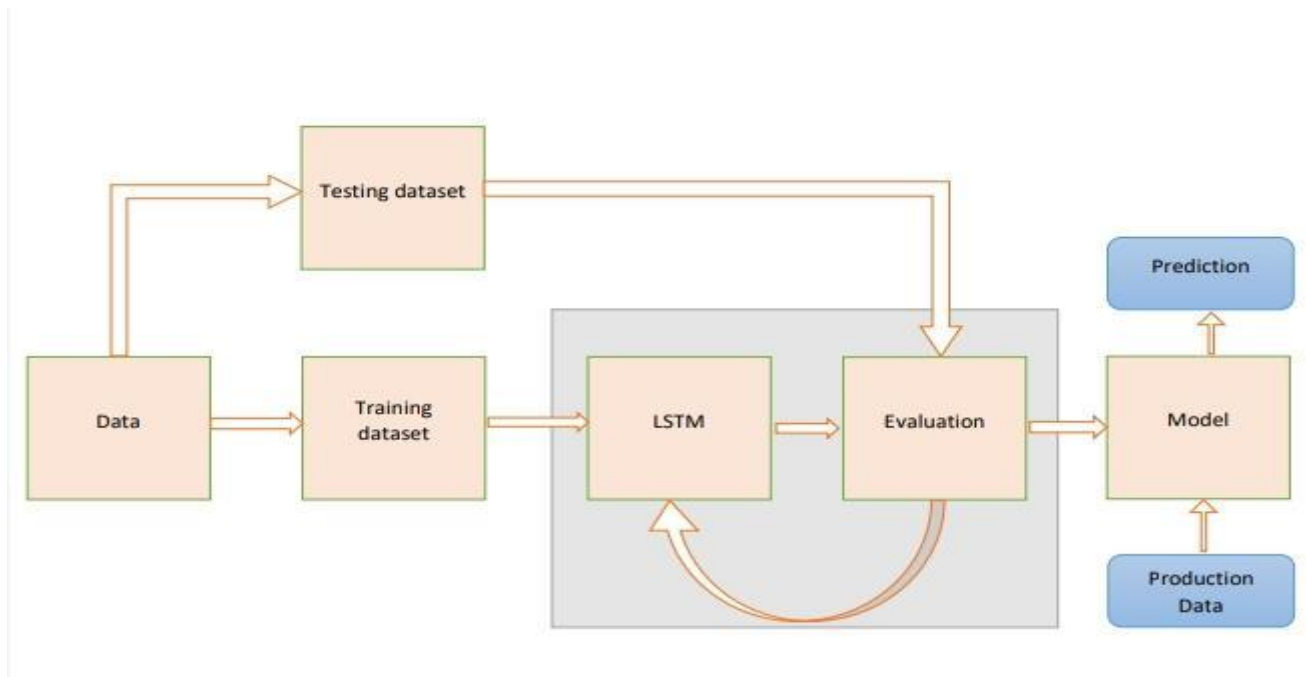 Testing dataset
Prediction
Data
Training
dataset
LSTM
Evaluation
Model
Production
Data